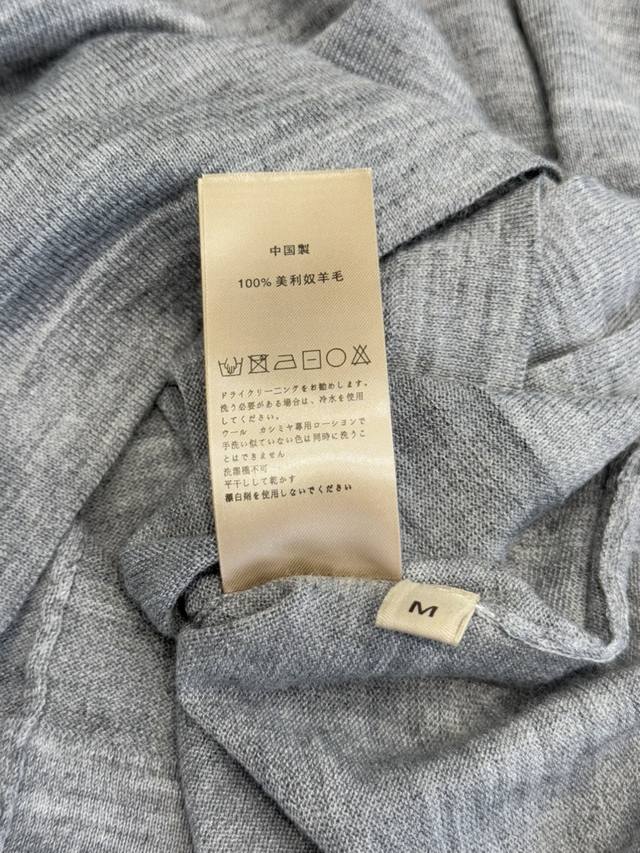 中国製
100% 美利奴羊毛
ドライクリーニングをお勧めします。
洗う必要がある場合は、冷水を使用
してください。
ウール カシミヤ專用ローションで
手洗い似ていない色は同時に洗うこ
とはできません
洗濯機不可
平干しして乾かす
漂白剤を使用しないでください
M